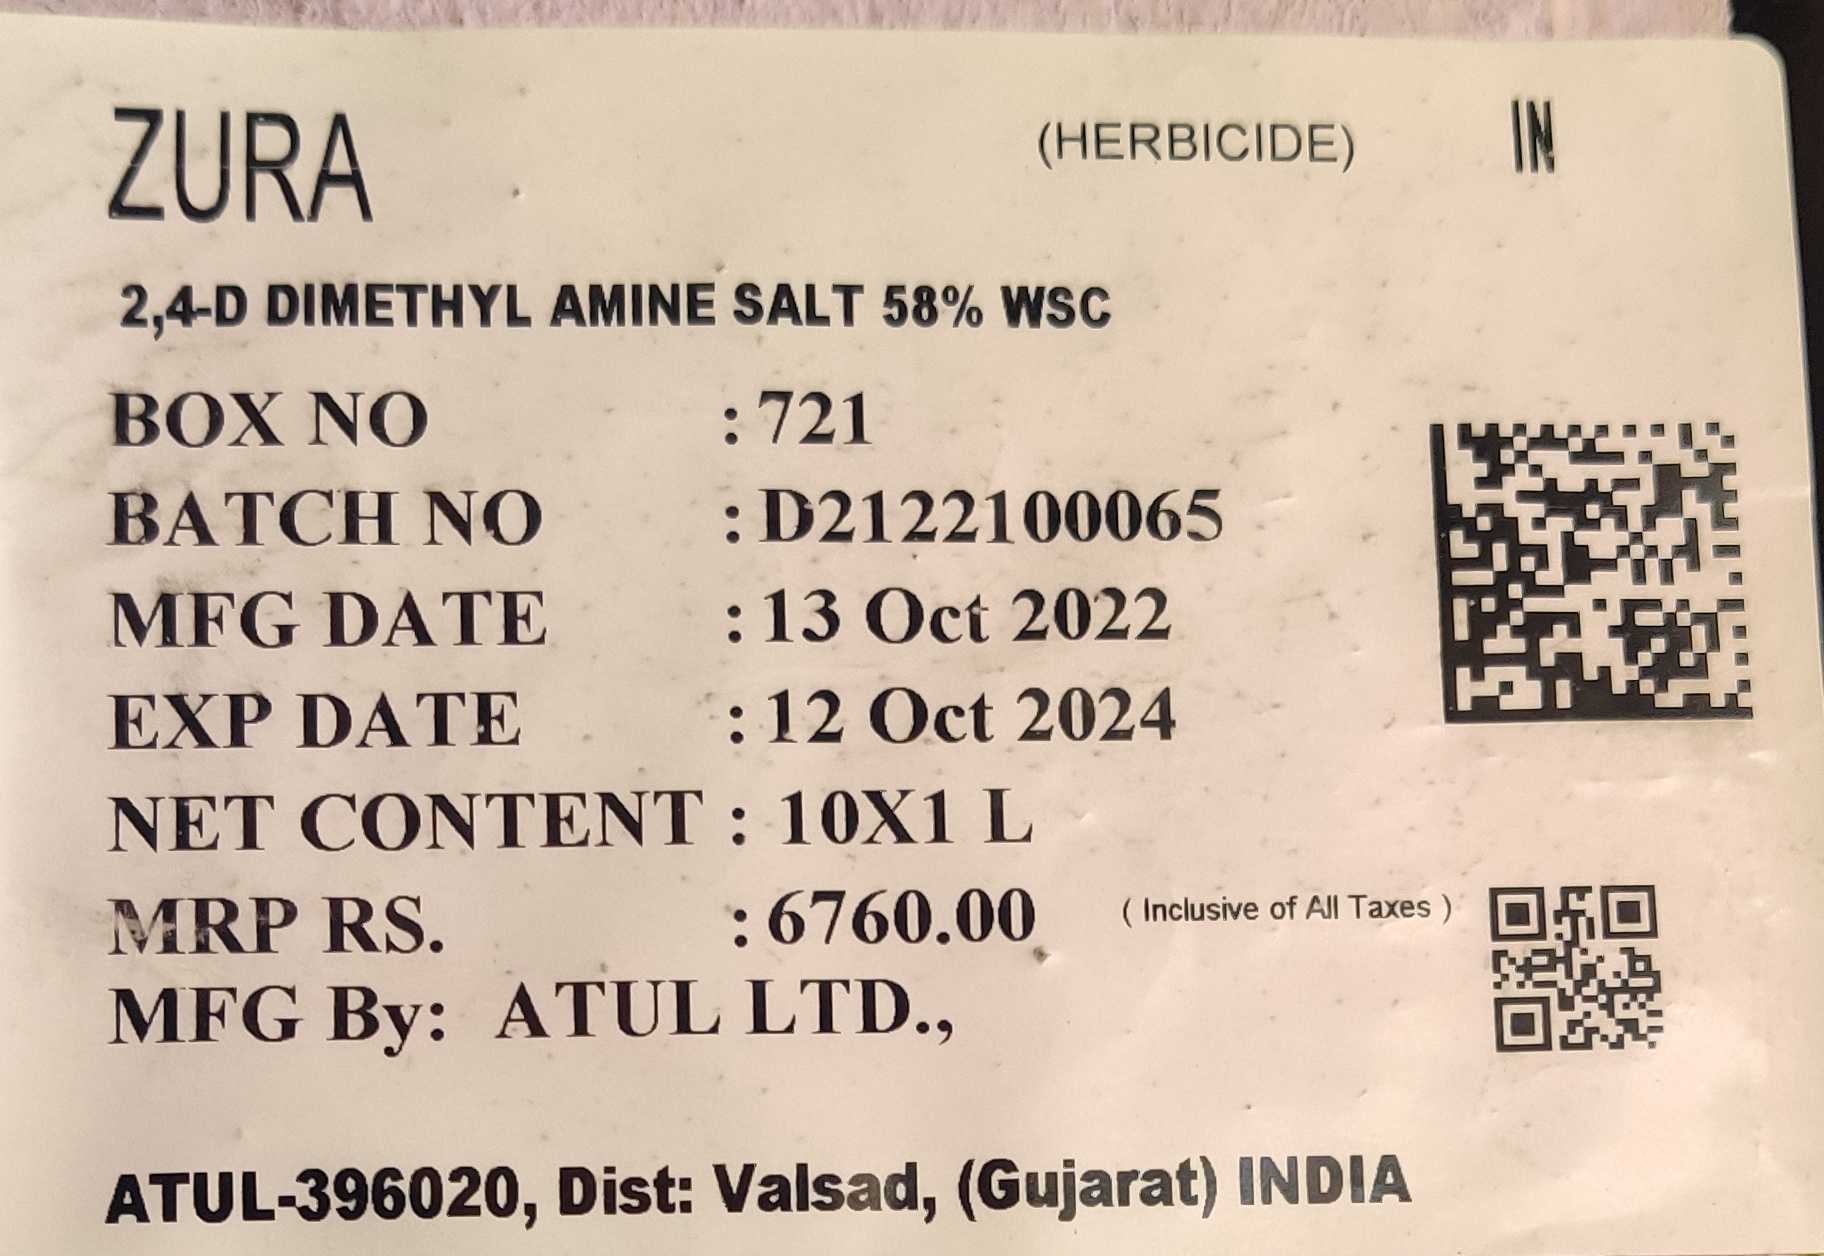 ZURA (HERBICIDE) IN
2,4-D DIMETHYL AMINE SALT 58% WSC
BOX NO : 721
BATCH NO : D2122100065
MFG DATE : 13 Oct 2022
EXP DATE : 12 Oct 2024
NET CONTENT : 10X1 L
MRP RS. : 6760.00 ( Inclusive of All Taxes )
MFG By: ATUL LTD.,
ATUL-396020, Dist: Valsad, (Gujarat) INDIA